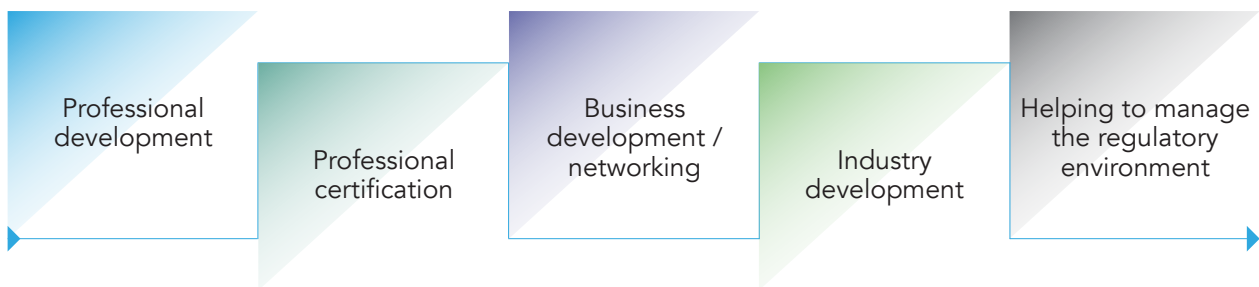 Professional
development
Professional
certification
Business
development /
networking
Industry
development
Helping to manage
the regulatory
environment